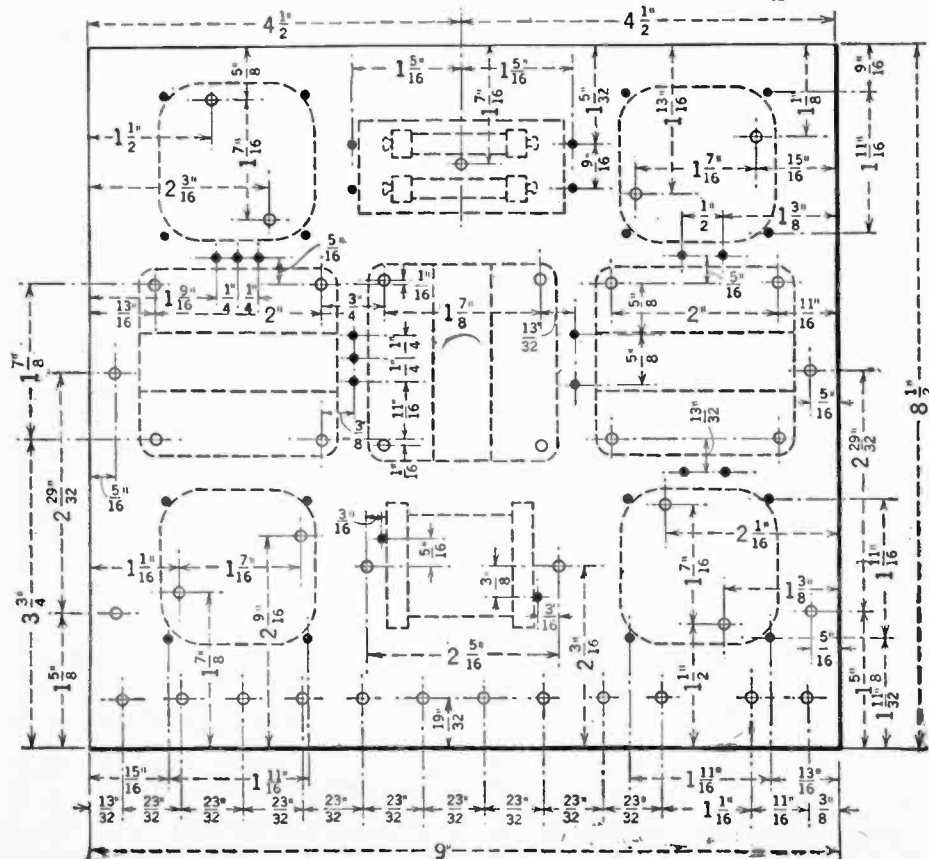 4 1/2" 4 1/2"
5/8" 1 5/16" 1 5/16" 9/16"
1 7/16" 1 5/32" 1 13/16" 1 1/8"
1 1/2" 1 7/16" 9/16" 1 7/16" 15/16" 1 11/16"
2 3/16" 1/2" 1 3/8"
5/16" 5/16"
1/16"
13/16" 1 9/16" 1/4" 1/4" 2" 3/4" 1 7/8" 13/32" 5/8" 2" 11/16"
1 7/8" 1/4" 1/4" 5/8" 8 1/2"
11/16" 5/16"
3/8" 1/16" 13/32" 2 29/32"
5/16"
2 29/32" 3/16" 5/16" 2 1/16" 1 11/16"
1 1/16" 1 7/16" 3/8" 1 7/16" 1 3/8"
3 3/4" 2 9/16" 3/16"
1 5/8" 1 7/8" 2 5/16" 2 3/16" 1 1/2" 5/16" 1 5/8" 1 11/32"
19/32"
15/16" 1 11/16" 1 11/16" 13/16"
13/32" 23/32" 23/32" 23/32" 23/32" 23/32" 23/32" 23/32" 23/32" 23/32" 1 1/16" 11/16" 3/8"
9"